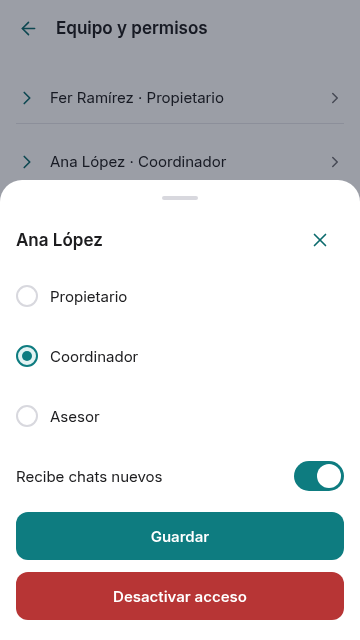 Equipo y permisos
Fer Ramírez · Propietario
Ana López · Coordinador
Ana López
Propietario
Coordinador
Asesor
Recibe chats nuevos
Guardar
Desactivar acceso